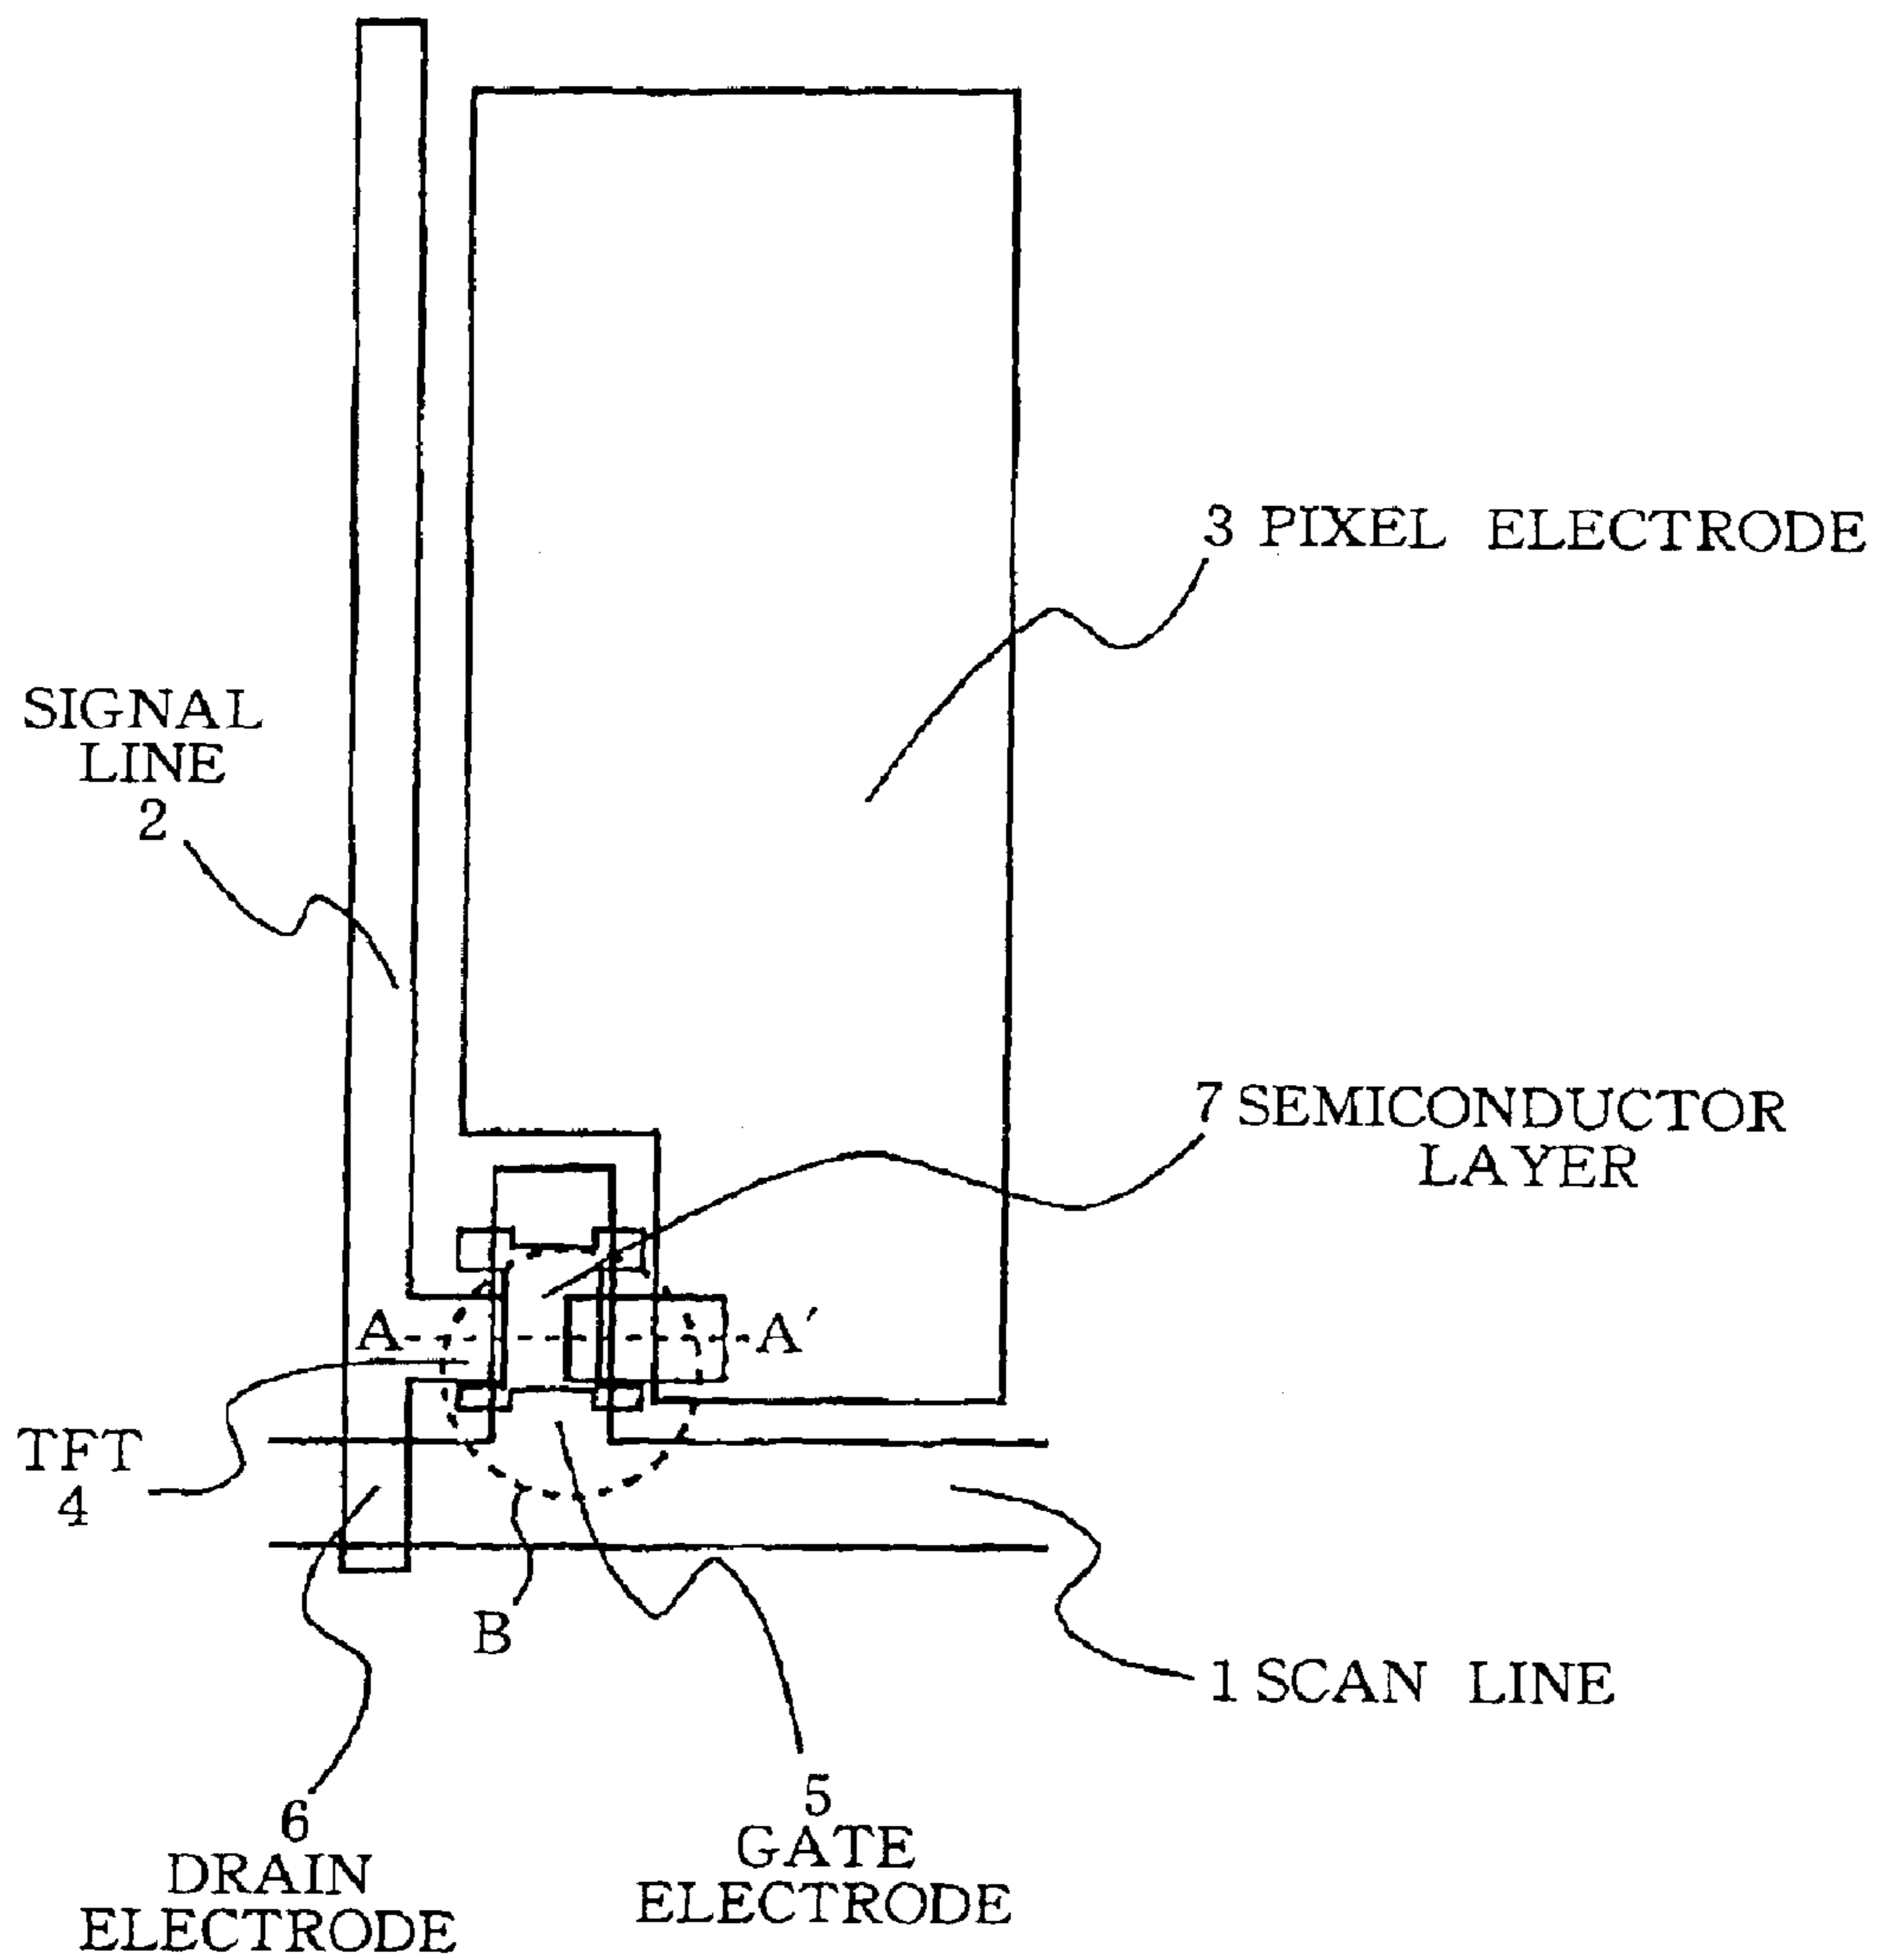 3 PIXEL ELECTRODE
SIGNAL
LINE
2
7 SEMICONDUCTOR
LAYER
A
A′
TFT
4
B
1 SCAN LINE
6
DRAIN
ELECTRODE
5
GATE
ELECTRODE